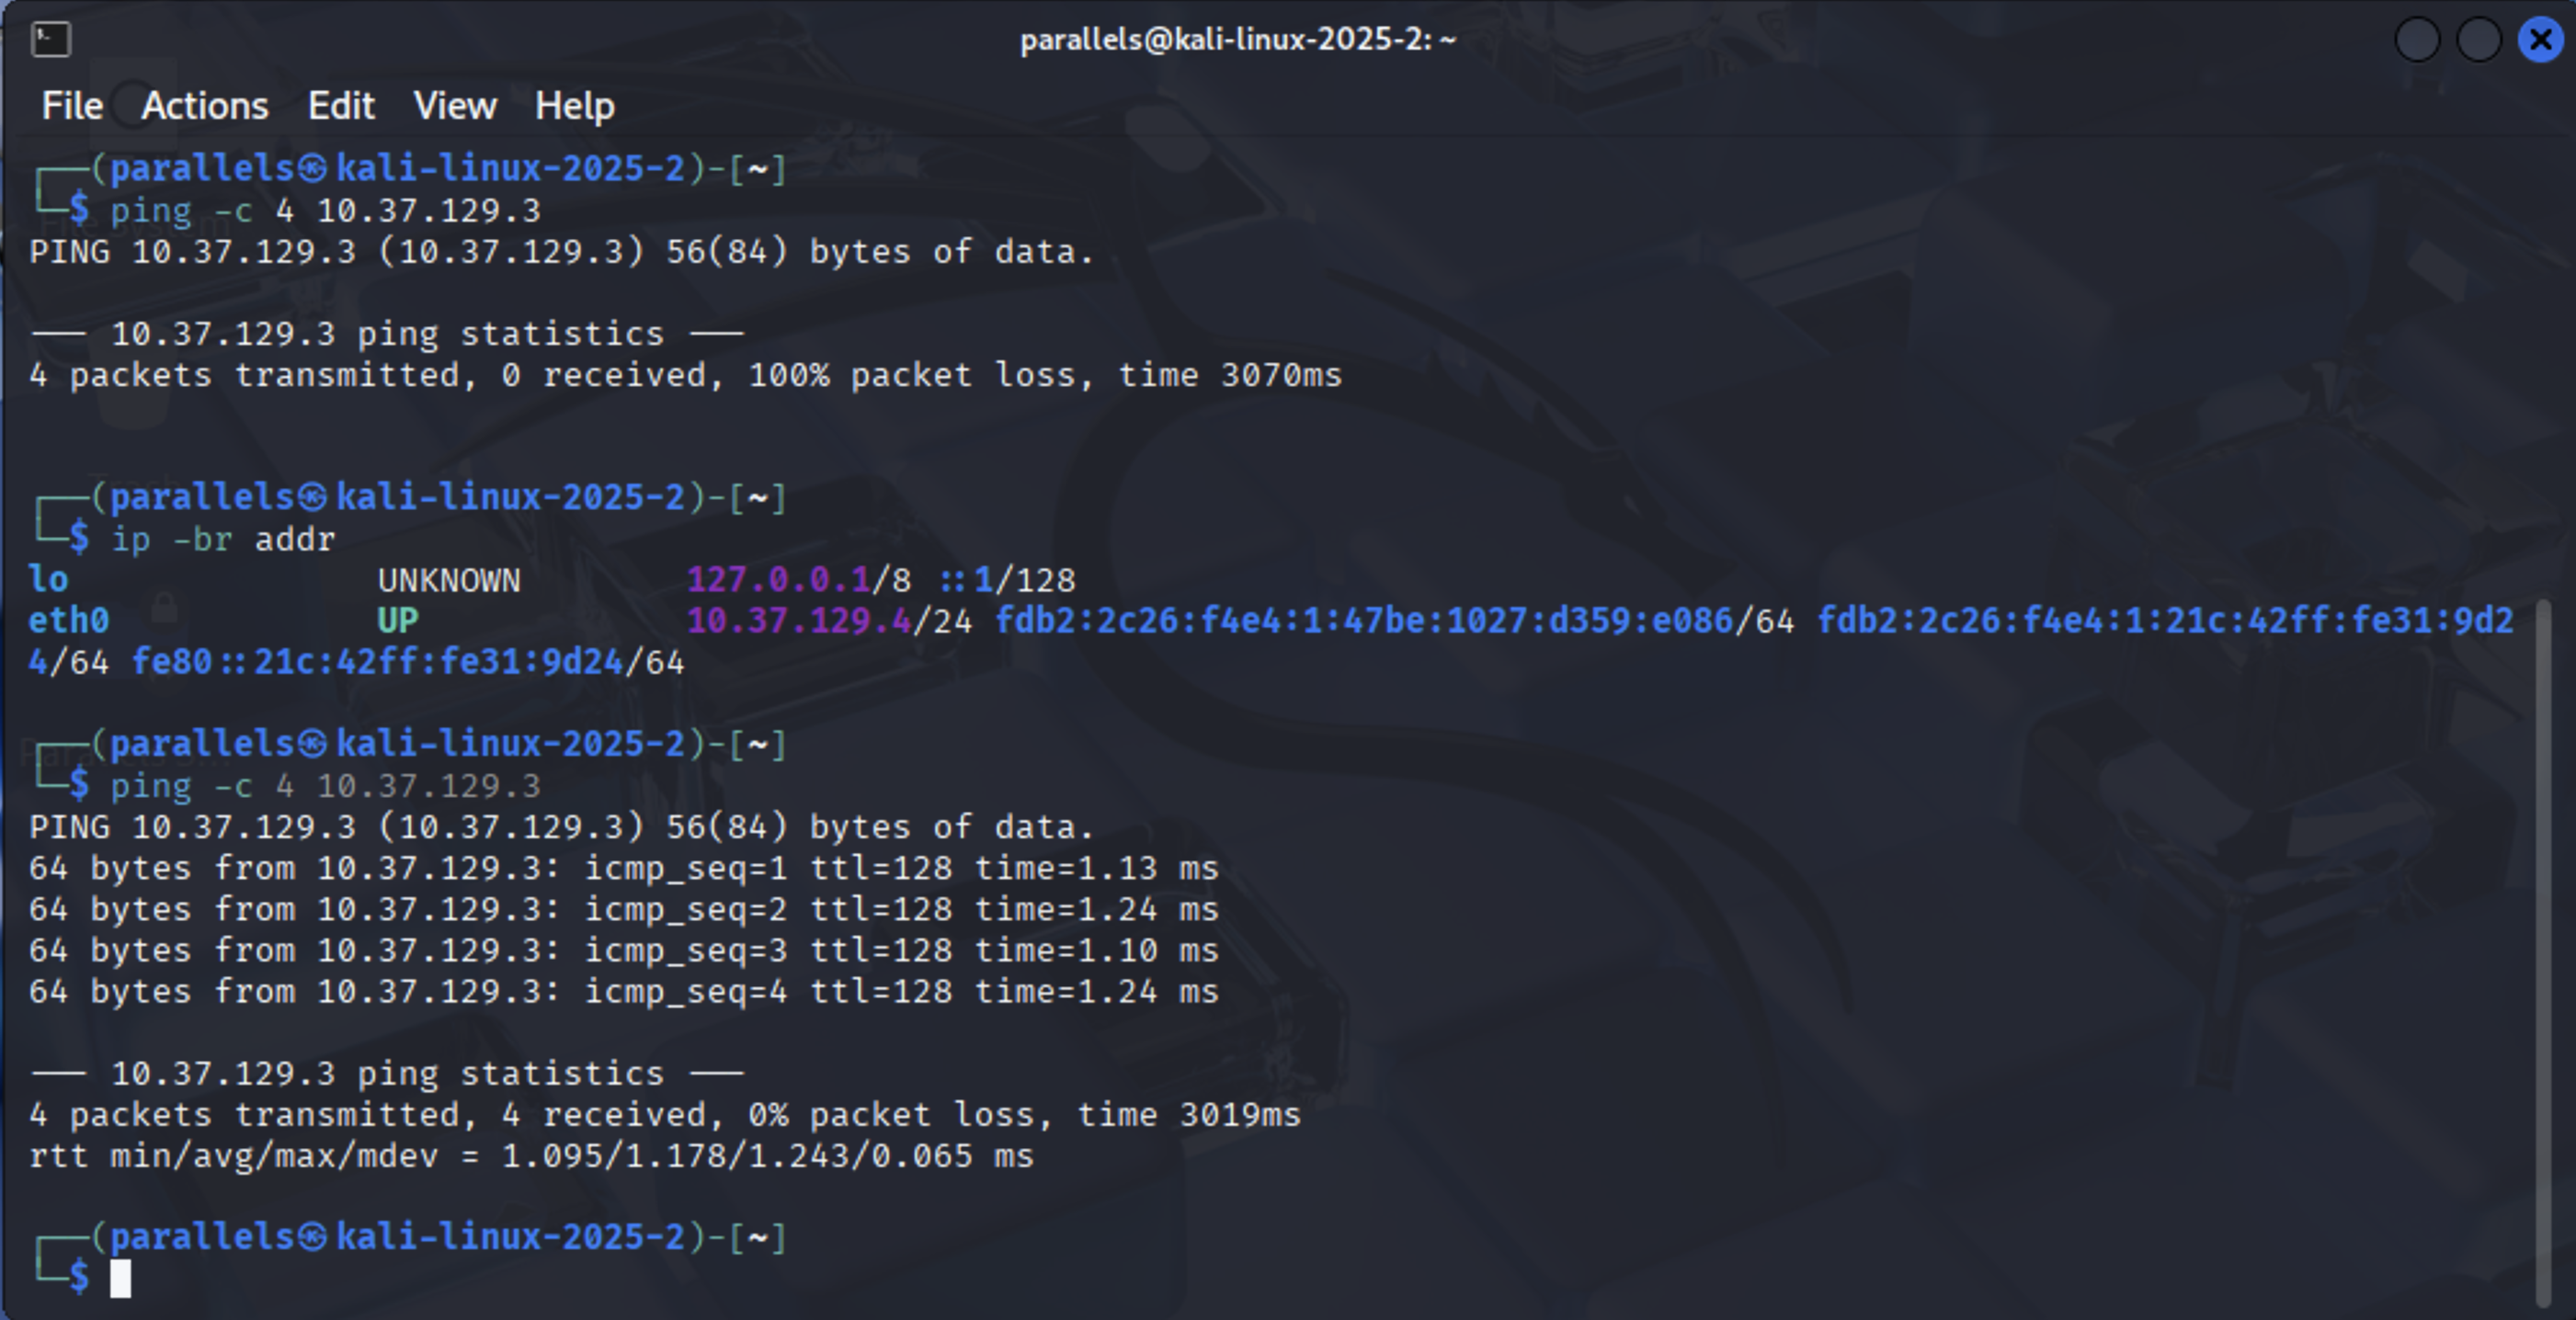 parallels@kali-linux-2025-2: ~
File Actions Edit View Help
┌──(parallels㉿kali-linux-2025-2)-[~]
└─$ ping -c 4 10.37.129.3
PING 10.37.129.3 (10.37.129.3) 56(84) bytes of data.
--- 10.37.129.3 ping statistics ---
4 packets transmitted, 0 received, 100% packet loss, time 3070ms
┌──(parallels㉿kali-linux-2025-2)-[~]
└─$ ip -br addr
lo UNKNOWN 127.0.0.1/8 ::1/128
eth0 UP 10.37.129.4/24 fdb2:2c26:f4e4:1:47be:1027:d359:e086/64 fdb2:2c26:f4e4:1:21c:42ff:fe31:9d2
4/64 fe80::21c:42ff:fe31:9d24/64
┌──(parallels㉿kali-linux-2025-2)-[~]
└─$ ping -c 4 10.37.129.3
PING 10.37.129.3 (10.37.129.3) 56(84) bytes of data.
64 bytes from 10.37.129.3: icmp_seq=1 ttl=128 time=1.13 ms
64 bytes from 10.37.129.3: icmp_seq=2 ttl=128 time=1.24 ms
64 bytes from 10.37.129.3: icmp_seq=3 ttl=128 time=1.10 ms
64 bytes from 10.37.129.3: icmp_seq=4 ttl=128 time=1.24 ms
--- 10.37.129.3 ping statistics ---
4 packets transmitted, 4 received, 0% packet loss, time 3019ms
rtt min/avg/max/mdev = 1.095/1.178/1.243/0.065 ms
┌──(parallels㉿kali-linux-2025-2)-[~]
└─$